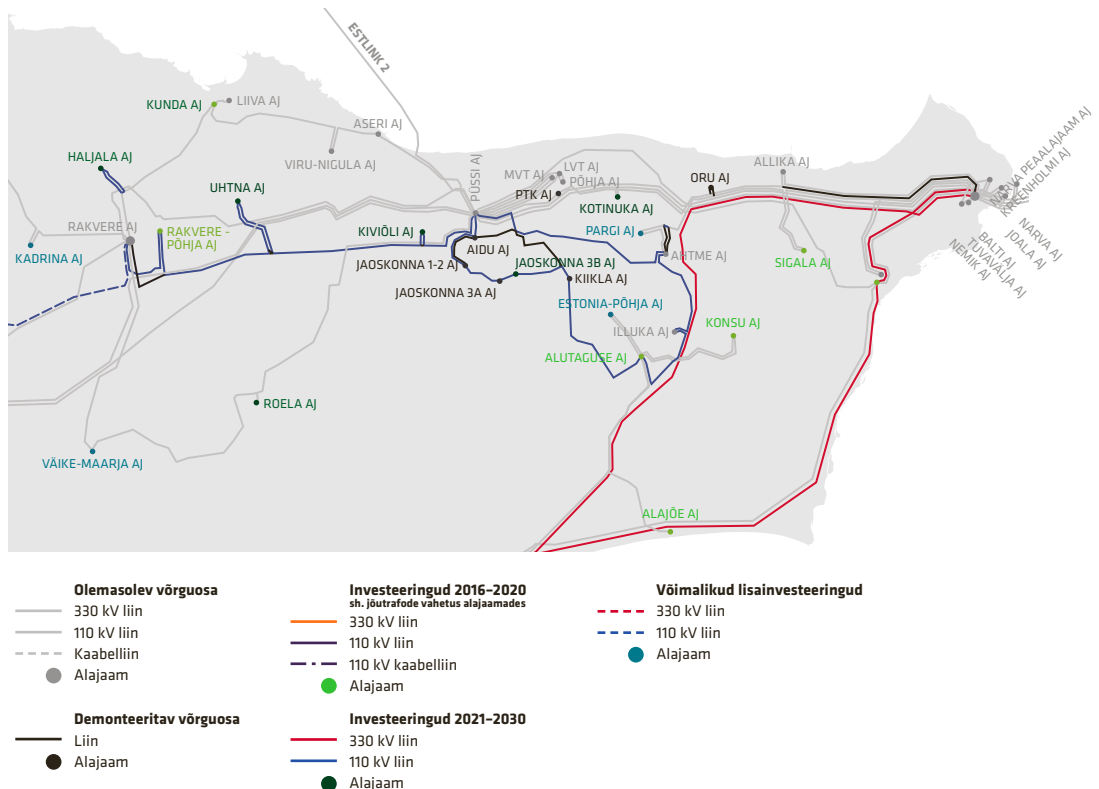 ESTLINK 2
KUNDA AJ
LIIVA AJ
ASERI AJ
VIRU-NIGULA AJ
HALJALA AJ
UHTNA AJ
PÜSSI AJ
MVT AJ
LVT AJ
PÕHJA AJ
PTK AJ
ORU AJ
ALLIKA AJ
NARVA PEAALAJAAM AJ
KREENHOLMI AJ
KOTINUKA AJ
RAKVERE AJ
RAKVERE -
PÕHJA AJ
KIVIÕLI AJ
PARGI AJ
NARVA AJ
JOALA AJ
TUVAVÄLJA AJ
BALTI AJ
NEMIK AJ
KADRINA AJ
AIDU AJ
AHTME AJ
SIGALA AJ
JAOSKONNA 1-2 AJ
JAOSKONNA 3B AJ
KIIKLA AJ
JAOSKONNA 3A AJ
ESTONIA-PÕHJA AJ
ILLUKA AJ
KONSU AJ
ALUTAGUSE AJ
ROELA AJ
VÄIKE-MAARJA AJ
ALAJÕE AJ
Olemasolev võrguosa
330 kV liin
110 kV liin
Kaabelliin
Alajaam
Demonteeritav võrguosa
Liin
Alajaam
Investeeringud 2016–2020
sh. jõutrafode vahetus alajaamades
330 kV liin
110 kV liin
110 kV kaabelliin
Alajaam
Investeeringud 2021–2030
330 kV liin
110 kV liin
Alajaam
Võimalikud lisainvesteeringud
330 kV liin
110 kV liin
Alajaam